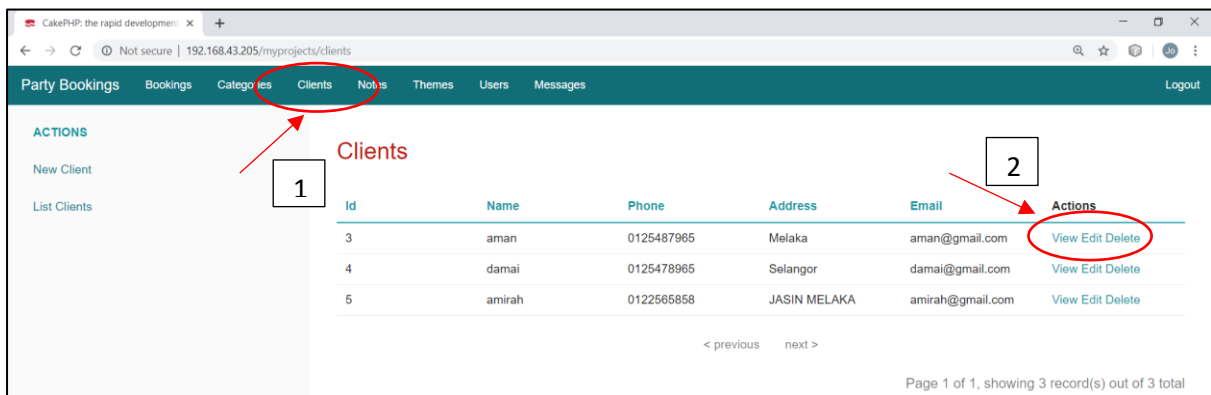 CakePHP: the rapid development
Not secure | 192.168.43.205/myprojects/clients
Jo
Party Bookings Bookings Categories Clients Notes Themes Users Messages Logout
ACTIONS
New Client
List Clients
1
Clients
2
Id Name Phone Address Email Actions
3 aman 0125487965 Melaka aman@gmail.com View Edit Delete
4 damai 0125478965 Selangor damai@gmail.com View Edit Delete
5 amirah 0122565858 JASIN MELAKA amirah@gmail.com View Edit Delete
< previous next >
Page 1 of 1, showing 3 record(s) out of 3 total